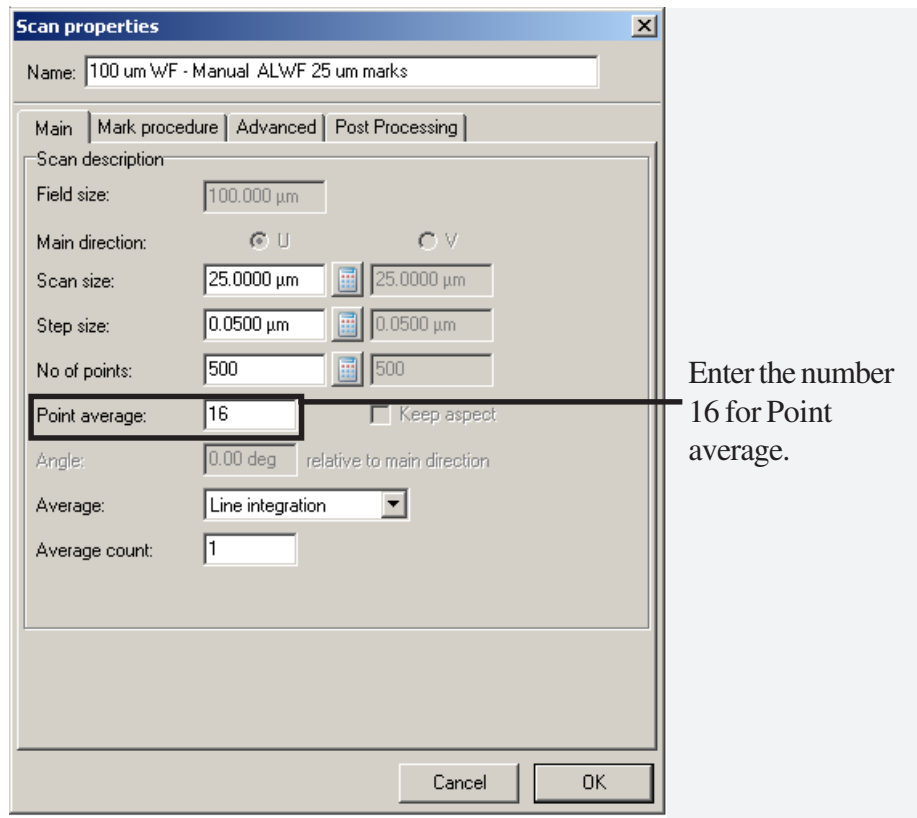 Scan properties
Name: 100 um WF - Manual ALWF 25 um marks
Main Mark procedure Advanced Post Processing
Scan description
Field size: 100.000 µm
Main direction: U V
Scan size: 25.0000 µm 25.0000 µm
Step size: 0.0500 µm 0.0500 µm
No of points: 500 500
Point average: 16 Keep aspect
Angle: 0.00 deg relative to main direction
Average: Line integration
Average count: 1
Cancel OK
Enter the number
16 for Point
average.